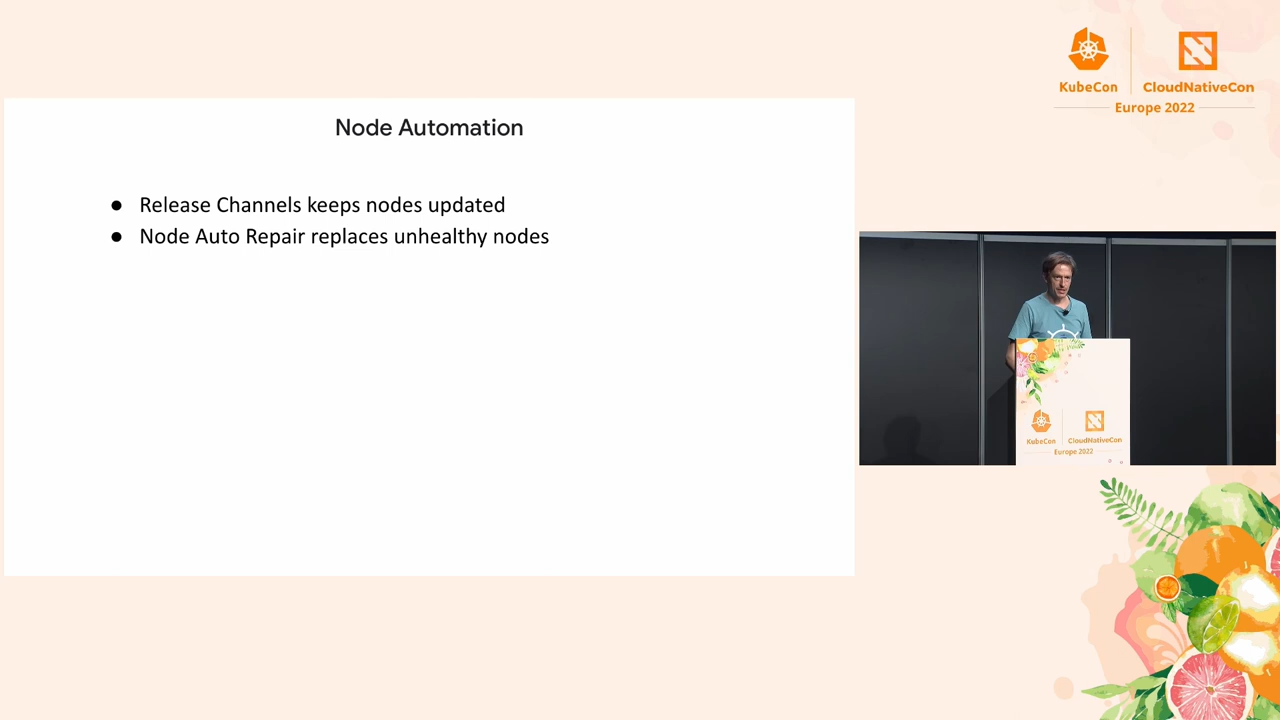 KubeCon
CloudNativeCon
Europe 2022
Node Automation
● Release Channels keeps nodes updated
● Node Auto Repair replaces unhealthy nodes
KubeCon
CloudNativeCon
Europe 2022